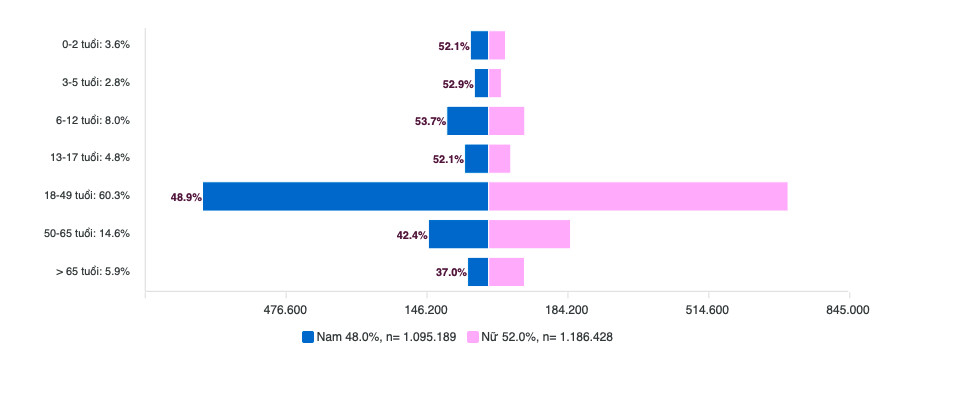 0-2 tuổi: 3.6%
52.1%
3-5 tuổi: 2.8%
52.9%
6-12 tuổi: 8.0%
53.7%
13-17 tuổi: 4.8%
52.1%
18-49 tuổi: 60.3%
48.9%
50-65 tuổi: 14.6%
42.4%
> 65 tuổi: 5.9%
37.0%
476.600 146.200 184.200 514.600 845.000
Nam 48.0%, n= 1.095.189 Nữ 52.0%, n= 1.186.428